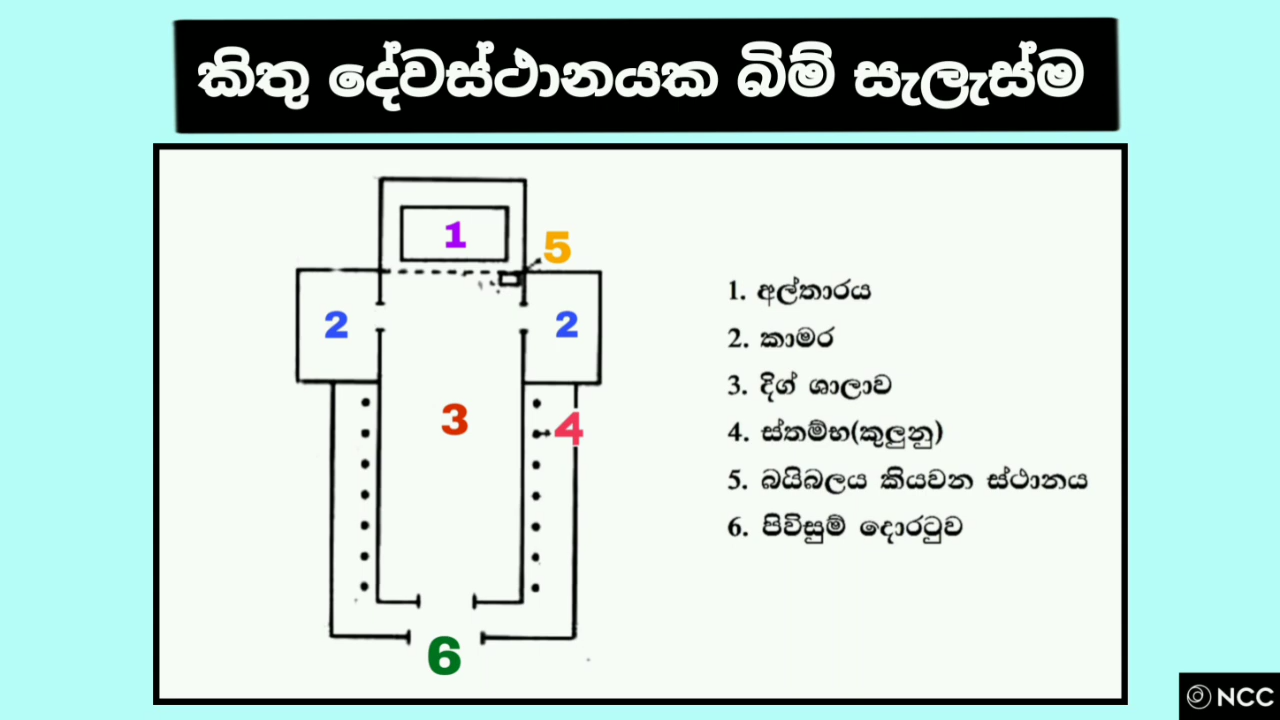 කිතු දේවස්ථානයක බිම් සැලැස්ම
1
5
2
2
3
4
6
1. අල්තාරය
2. කාමර
3. දිග් ශාලාව
4. ස්තම්භ(කුලුනු)
5. බයිබලය කියවන ස්ථානය
6. පිවිසුම් දොරටුව
NCC